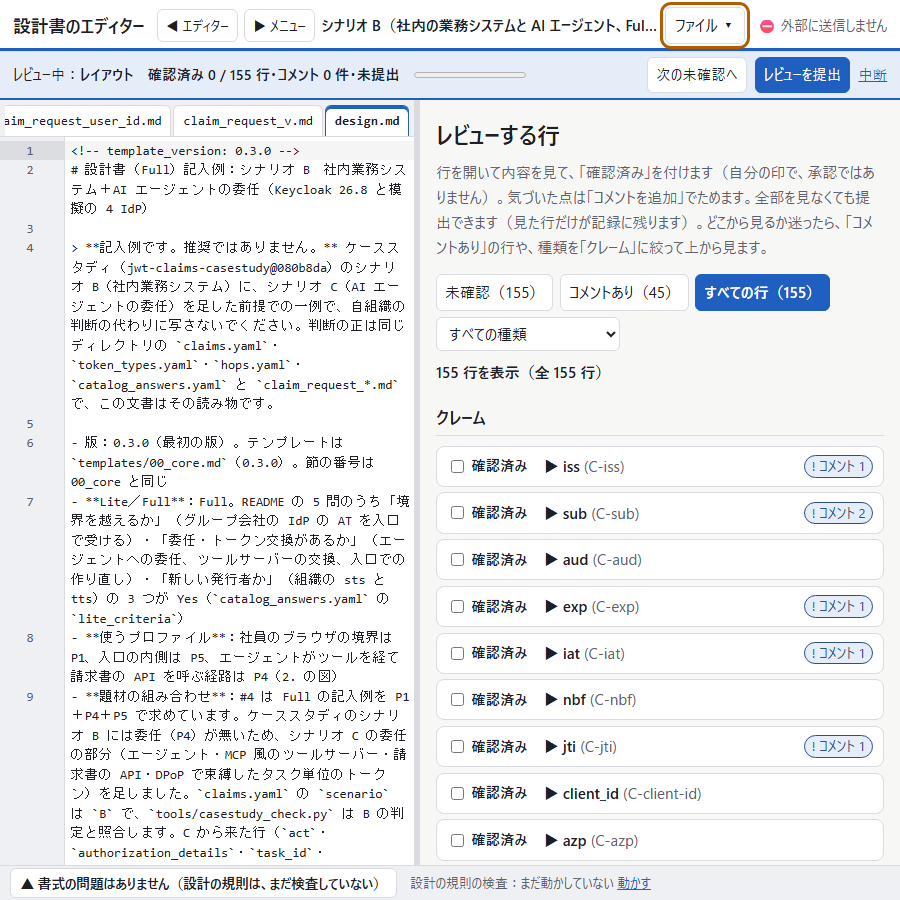 設計書のエディター
◀ エディター
▶ メニュー
シナリオ B（社内の業務システムと AI エージェント、Ful...
ファイル ▼
外部に送信しません
レビュー中：レイアウト 確認済み 0 / 155 行・コメント 0 件・未提出
次の未確認へ
レビューを提出
中断
aim_request_user_id.md
claim_request_v.md
design.md
1 <!-- template_version: 0.3.0 -->
2 # 設計書（Full）記入例：シナリオ B 社内業務シス
テム＋AI エージェントの委任（Keycloak 26.8 と模
擬の 4 IdP）
3
4 > **記入例です。推奨ではありません。** ケースス
タディ（jwt-claims-casestudy@080b8da）のシナリ
オ B（社内業務システム）に、シナリオ C（AI エー
ジェントの委任）を足した前提での一例で、自組織の
判断の代わりに写さないでください。判断の正は同じ
ディレクトリの `claims.yaml`・
`token_types.yaml`・`hops.yaml`・
`catalog_answers.yaml` と `claim_request_*.md`
で、この文書はその読み物です。
5
6 - 版：0.3.0（最初の版）。テンプレートは
`templates/00_core.md`（0.3.0）。節の番号は
00_core と同じ
7 - **Lite／Full**：Full。README の 5 問のうち「境
界を越えるか」（グループ会社の IdP の AT を入口
で受ける）・「委任・トークン交換があるか」（エー
ジェントへの委任、ツールサーバーの交換、入口での
作り直し）・「新しい発行者か」（組織の sts と
tts）の 3 つが Yes（`catalog_answers.yaml` の
`lite_criteria`）
8 - **使うプロファイル**：社員のブラウザの境界は
P1、入口の内側は P5、エージェントがツールを経て
請求書の API を呼ぶ経路は P4（2. の図）
9 - **題材の組み合わせ**：#4 は Full の記入例を P1
＋P4＋P5 で求めています。ケーススタディのシナリ
オ B には委任（P4）が無いため、シナリオ C の委任
の部分（エージェント・MCP 風のツールサーバー・請
求書の API・DPoP で束縛したタスク単位のトーク
ン）を足しました。`claims.yaml` の `scenario`
は `B` で、`tools/casestudy_check.py` は B の判
定と照合します。C から来た行（`act`・
`authorization_details`・`task_id`・
レビューする行
行を開いて内容を見て、「確認済み」を付けます（自分の印で、承認ではあ
りません）。気づいた点は「コメントを追加」でためます。全部を見なくても提
出できます（見た行だけが記録に残ります）。どこから見るか迷ったら、「コメ
ントあり」の行や、種類を「クレーム」に絞って上から見ます。
未確認（155）
コメントあり（45）
すべての行（155）
すべての種類
155 行を表示（全 155 行）
クレーム
確認済み ▶ iss (C-iss) ! コメント 1
確認済み ▶ sub (C-sub) ! コメント 2
確認済み ▶ aud (C-aud)
確認済み ▶ exp (C-exp) ! コメント 1
確認済み ▶ iat (C-iat) ! コメント 1
確認済み ▶ nbf (C-nbf)
確認済み ▶ jti (C-jti) ! コメント 1
確認済み ▶ client_id (C-client-id)
確認済み ▶ azp (C-azp)
▲ 書式の問題はありません（設計の規則は、まだ検査していない）
設計の規則の検査：まだ動かしていない 動かす